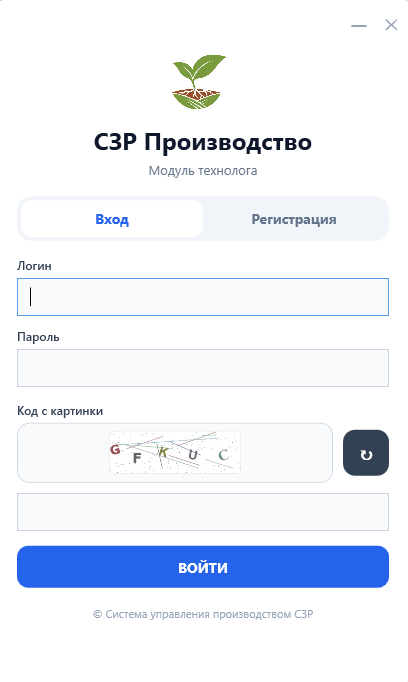 СЗР Производство
Модуль технолога
Вход Регистрация
Логин
Пароль
Код с картинки
G F K U C
ВОЙТИ
© Система управления производством СЗР